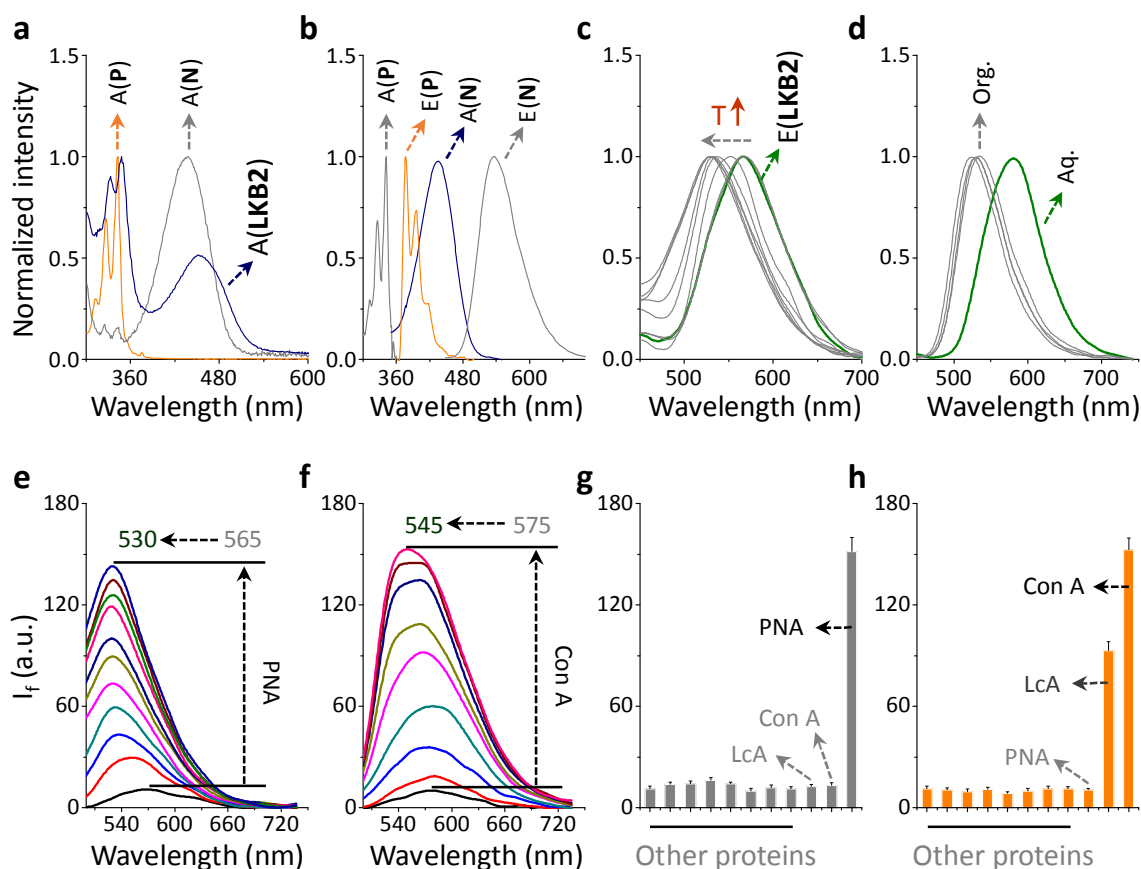 a
b
c
d
Normalized intensity
1.5
1.0
0.5
0.0
A(P)
A(N)
A(LKB2)
360
480
600
Wavelength (nm)
1.5
1.0
0.5
0.0
A(P)
E(P)
A(N)
E(N)
360
480
600
Wavelength (nm)
1.5
1.0
0.5
0.0
T
E(LKB2)
500
600
700
Wavelength (nm)
1.5
1.0
0.5
0.0
Org.
Aq.
500
600
700
Wavelength (nm)
e
f
g
h
If (a.u.)
180
120
60
0
530
565
PNA
540
600
660
720
Wavelength (nm)
180
120
60
0
545
575
Con A
540
600
660
720
Wavelength (nm)
180
120
60
0
PNA
Con A
LcA
Other proteins
180
120
60
0
Con A
LcA
PNA
Other proteins